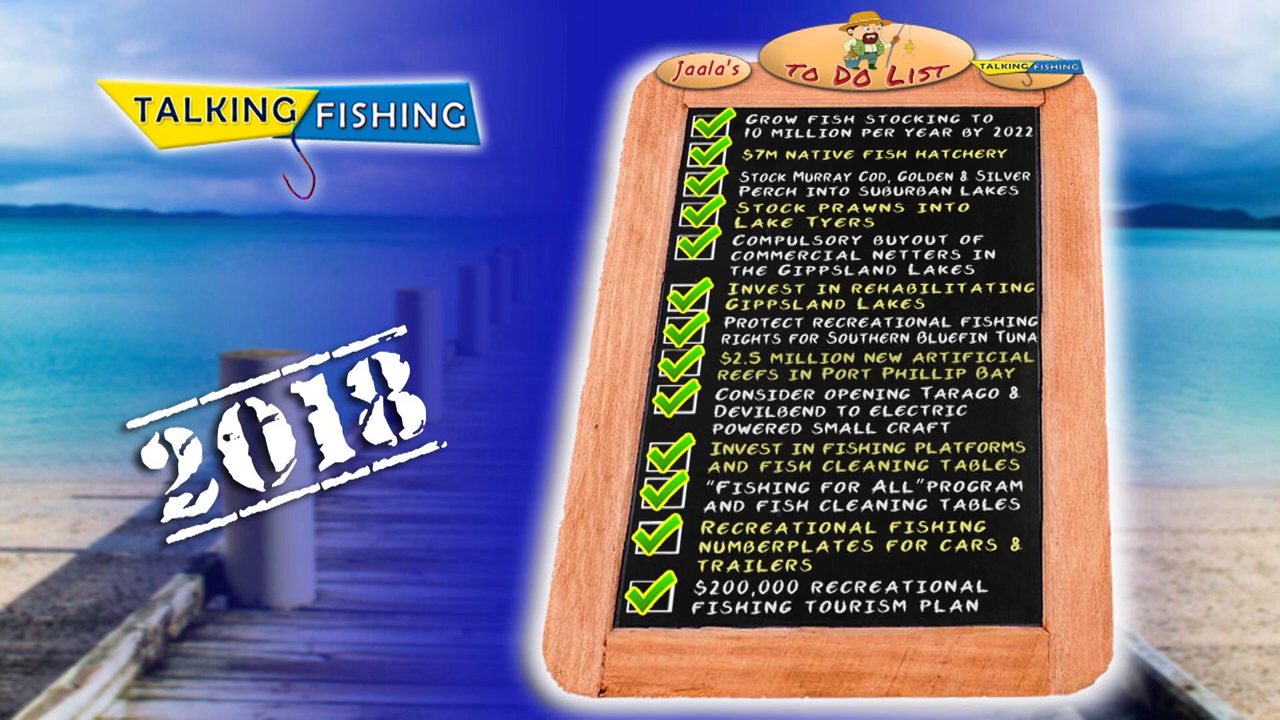 TALKING FISHING
2018
Jaala's
TO DO LIST
TALKING FISHING
GROW FISH STOCKING TO
10 MILLION PER YEAR BY 2022
$7M NATIVE FISH HATCHERY
STOCK MURRAY COD, GOLDEN & SILVER
PERCH INTO SUBURBAN LAKES
STOCK PRAWNS INTO
LAKE TYERS
COMPULSORY BUYOUT OF
COMMERCIAL NETTERS IN
THE GIPPSLAND LAKES
INVEST IN REHABILITATING
GIPPSLAND LAKES
PROTECT RECREATIONAL FISHING
RIGHTS FOR SOUTHERN BLUEFIN TUNA
$2.5 MILLION NEW ARTIFICIAL
REEFS IN PORT PHILLIP BAY
CONSIDER OPENING TARAGO &
DEVILBEND TO ELECTRIC
POWERED SMALL CRAFT
INVEST IN FISHING PLATFORMS
AND FISH CLEANING TABLES
"FISHING FOR ALL"PROGRAM
AND FISH CLEANING TABLES
RECREATIONAL FISHING
NUMBERPLATES FOR CARS &
TRAILERS
$200,000 RECREATIONAL
FISHING TOURISM PLAN